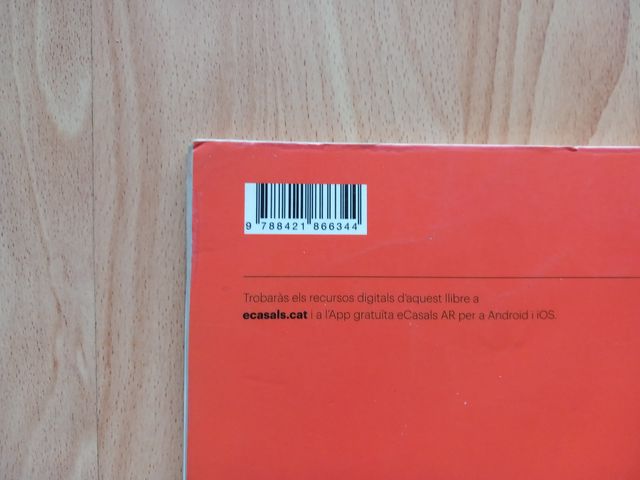 9 788421 866344
Trobaràs els recursos digitals d'aquest llibre a
ecasals.cat i a l'App gratuïta eCasals AR per a Android i iOS.